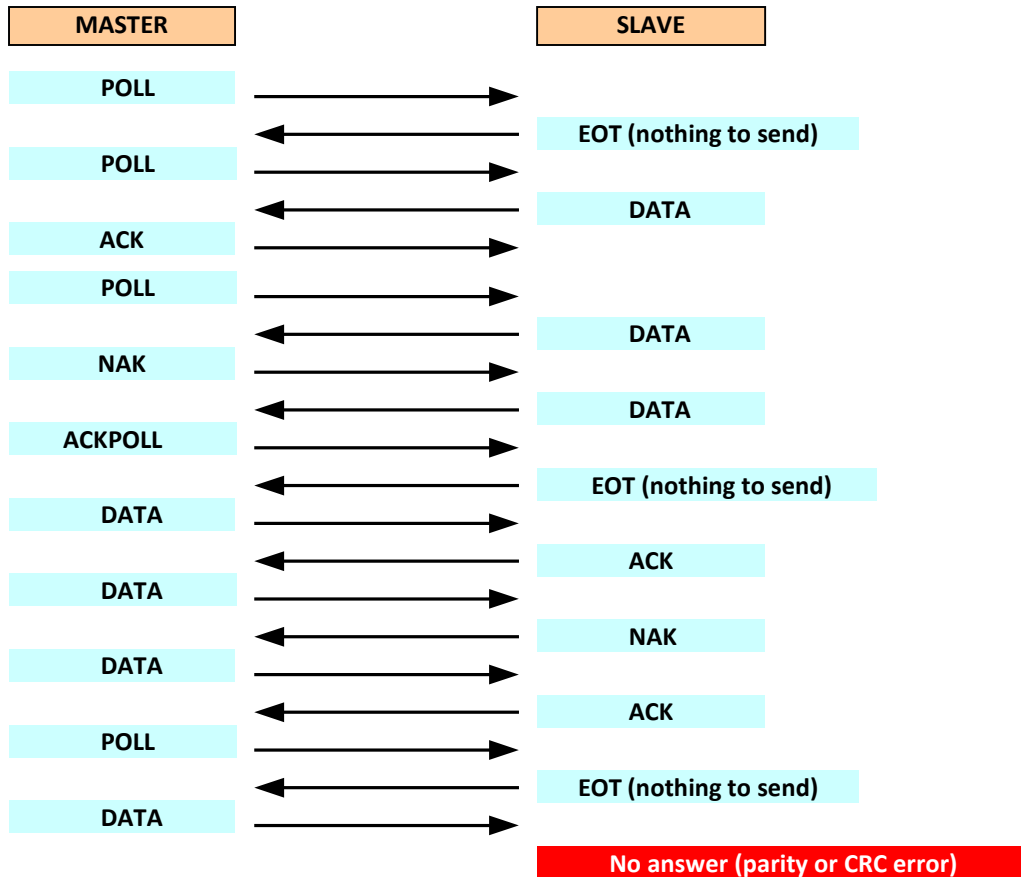 MASTER
SLAVE
POLL
EOT (nothing to send)
POLL
DATA
ACK
POLL
DATA
NAK
DATA
ACKPOLL
EOT (nothing to send)
DATA
ACK
DATA
NAK
DATA
ACK
POLL
EOT (nothing to send)
DATA
No answer (parity or CRC error)